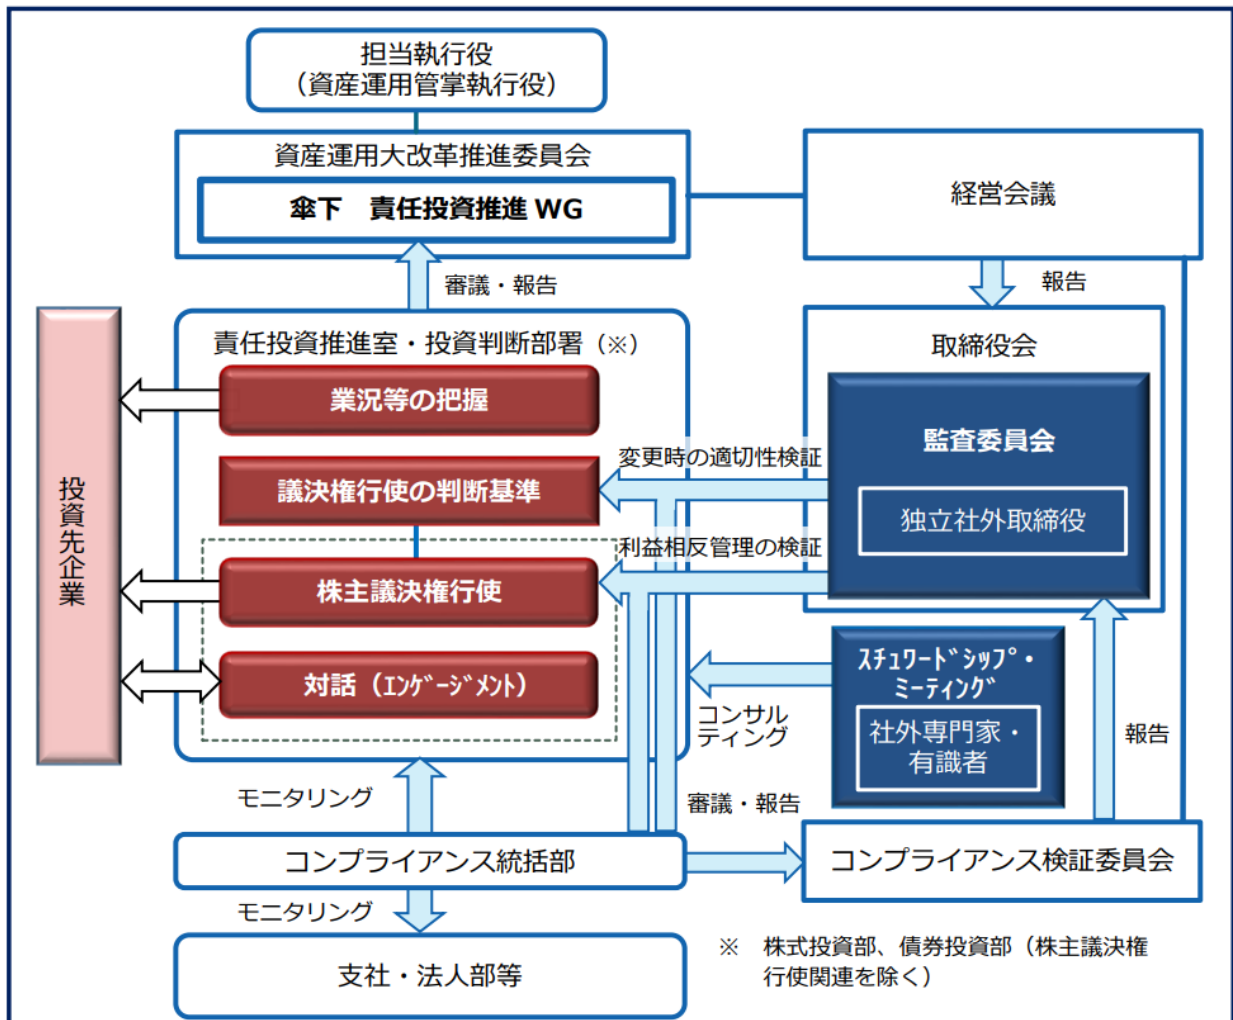 担当執行役
（資産運用管掌執行役）
資産運用大改革推進委員会
傘下　責任投資推進 WG
経営会議
審議・報告
報告
責任投資推進室・投資判断部署（※）
取締役会
業況等の把握
監査委員会
変更時の適切性検証
議決権行使の判断基準
独立社外取締役
投資先企業
利益相反管理の検証
株主議決権行使
ｽﾁｭﾜｰﾄﾞｼｯﾌﾟ・
ﾐｰﾃｨﾝｸﾞ
対話（ｴﾝｹﾞｰｼﾞﾒﾝﾄ）
コンサル
ティング
社外専門家・
有識者
報告
モニタリング
審議・報告
コンプライアンス統括部
コンプライアンス検証委員会
モニタリング
支社・法人部等
※　株式投資部、債券投資部（株主議決権
行使関連を除く）